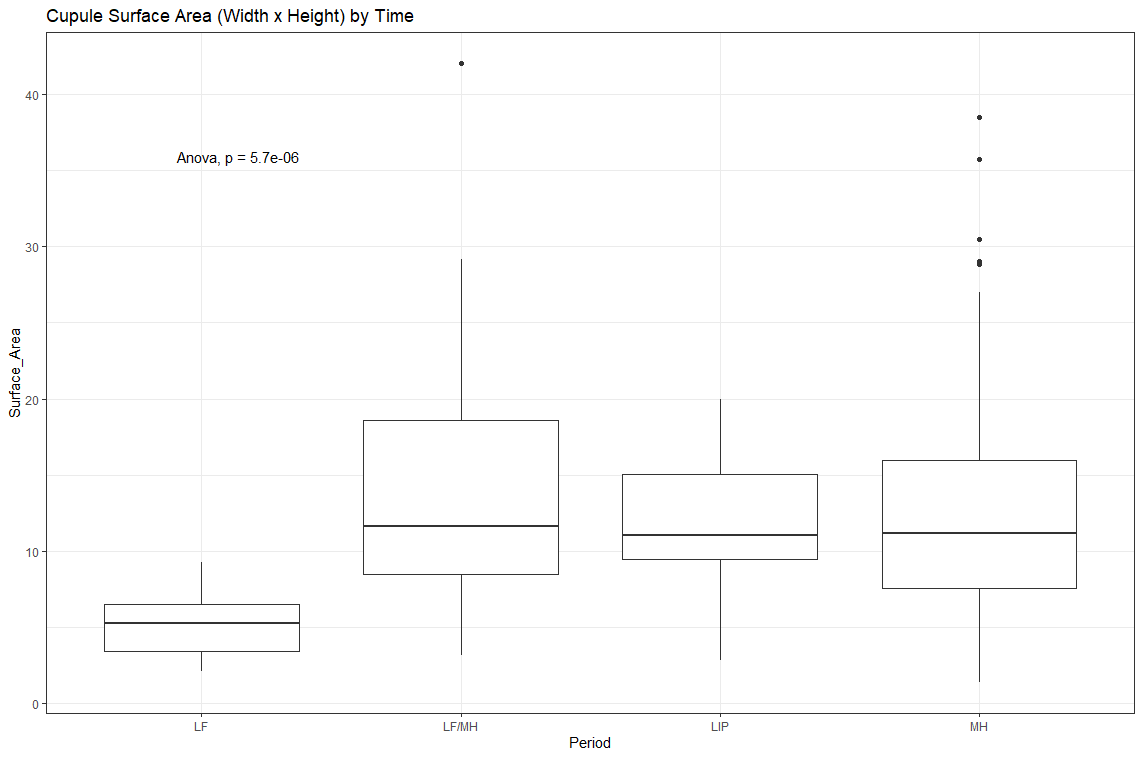 Cupule Surface Area (Width x Height) by Time
Anova, p = 5.7e-06
40
30
20
10
0
Surface_Area
LF
LF/MH
LIP
MH
Period